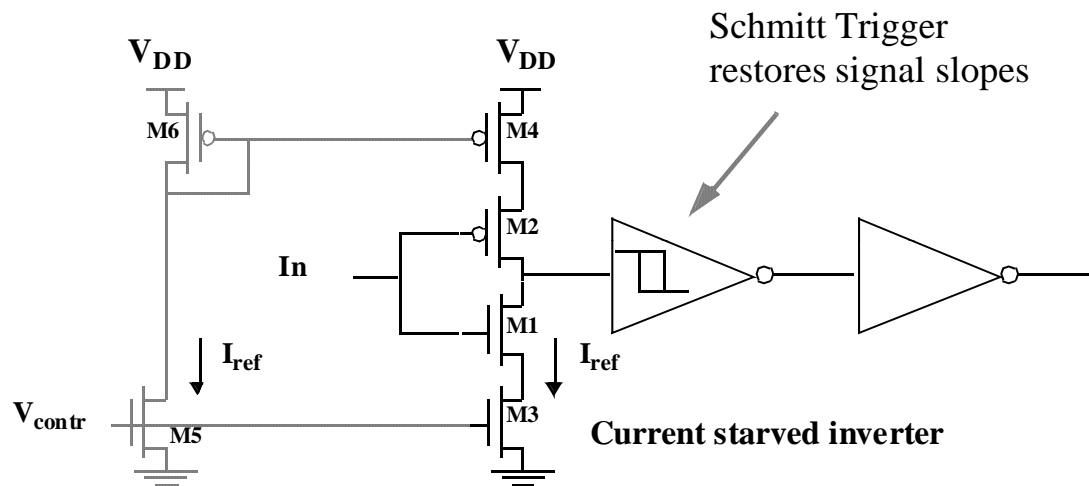 Schmitt Trigger
restores signal slopes
VDD
VDD
M6
M4
M2
In
M1
Iref
Iref
Vcontr
M5
M3
Current starved inverter